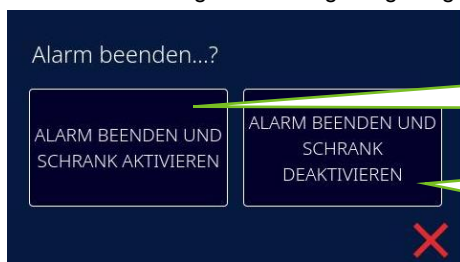 Alarm beenden...?
ALARM BEENDEN UND
SCHRANK AKTIVIEREN
ALARM BEENDEN UND
SCHRANK
DEAKTIVIEREN